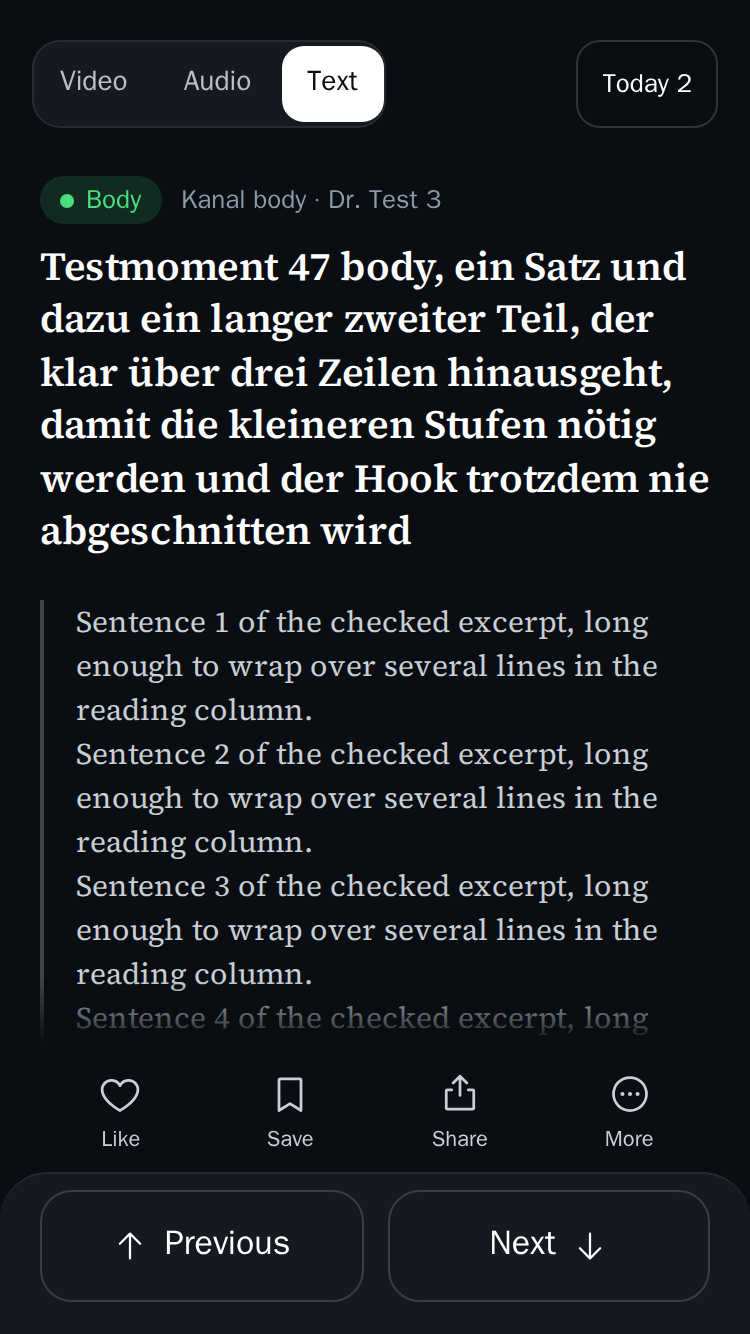 Video Audio Text Today 2
Body Kanal body · Dr. Test 3
Testmoment 47 body, ein Satz und
dazu ein langer zweiter Teil, der
klar über drei Zeilen hinausgeht,
damit die kleineren Stufen nötig
werden und der Hook trotzdem nie
abgeschnitten wird
Sentence 1 of the checked excerpt, long
enough to wrap over several lines in the
reading column.
Sentence 2 of the checked excerpt, long
enough to wrap over several lines in the
reading column.
Sentence 3 of the checked excerpt, long
enough to wrap over several lines in the
reading column.
Sentence 4 of the checked excerpt, long
Like Save Share More
Previous Next